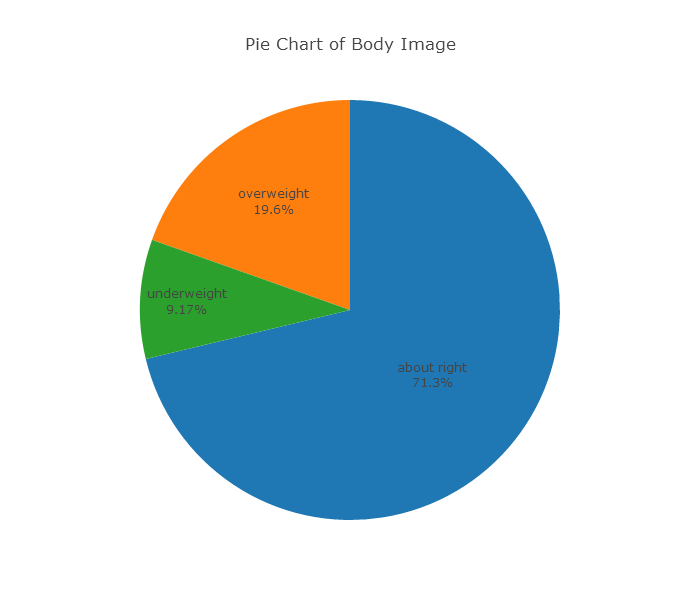 Pie Chart of Body Image
overweight
19.6%
underweight
9.17%
about right
71.3%